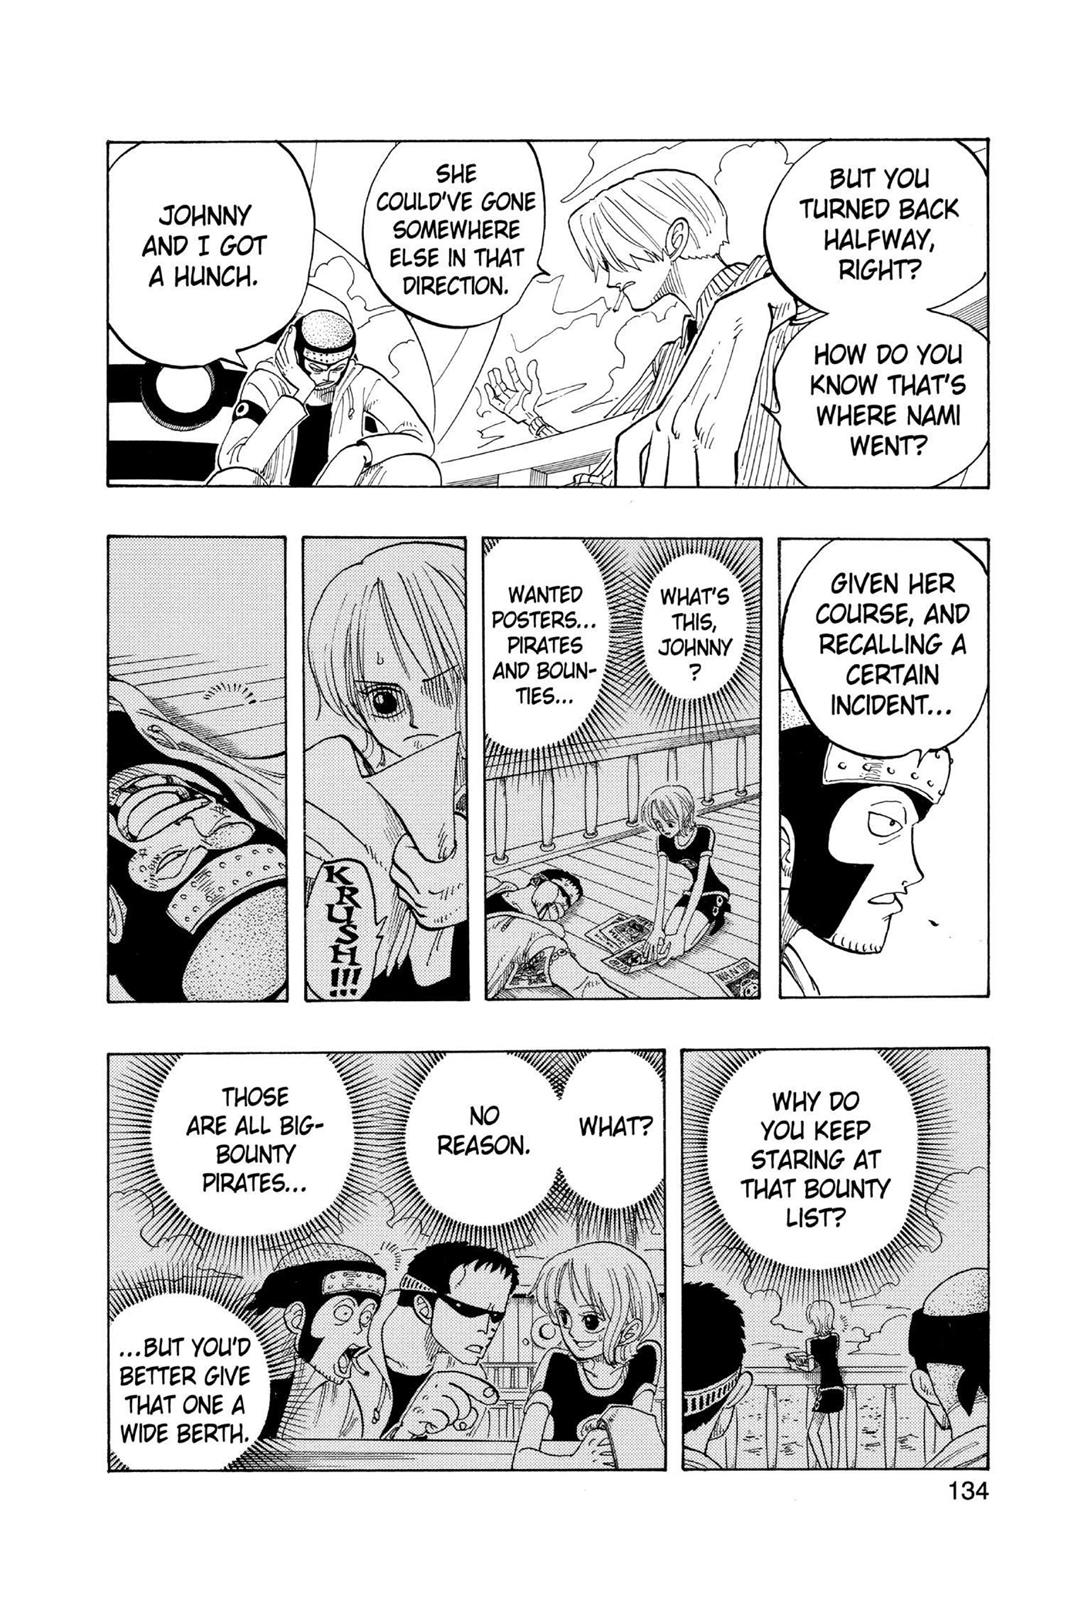 BUT YOU
TURNED BACK
HALFWAY,
RIGHT?
HOW DO YOU
KNOW THAT'S
WHERE NAMI
WENT?
SHE
COULD'VE GONE
SOMEWHERE
ELSE IN THAT
DIRECTION.
JOHNNY
AND I GOT
A HUNCH.
GIVEN HER
COURSE, AND
RECALLING A
CERTAIN
INCIDENT...
WHAT'S
THIS,
JOHNNY
?
WANTED
POSTERS...
PIRATES
AND BOUN-
TIES...
WANTED
KRUSH!!!
WHY DO
YOU KEEP
STARING AT
THAT BOUNTY
LIST?
WHAT?
NO
REASON.
THOSE
ARE ALL BIG-
BOUNTY
PIRATES...
...BUT YOU'D
BETTER GIVE
THAT ONE A
WIDE BERTH.
134